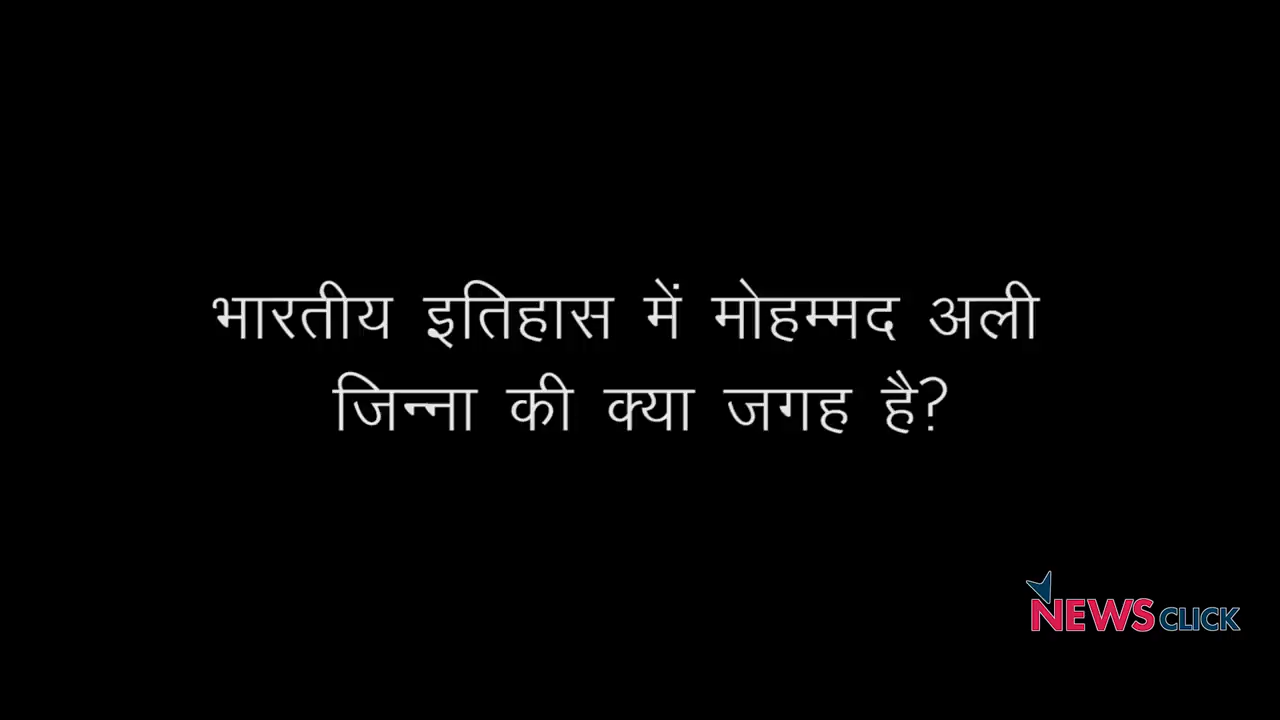 भारतीय इतिहास में मोहम्मद अली
जिन्ना की क्या जगह है?
NEWSCLICK